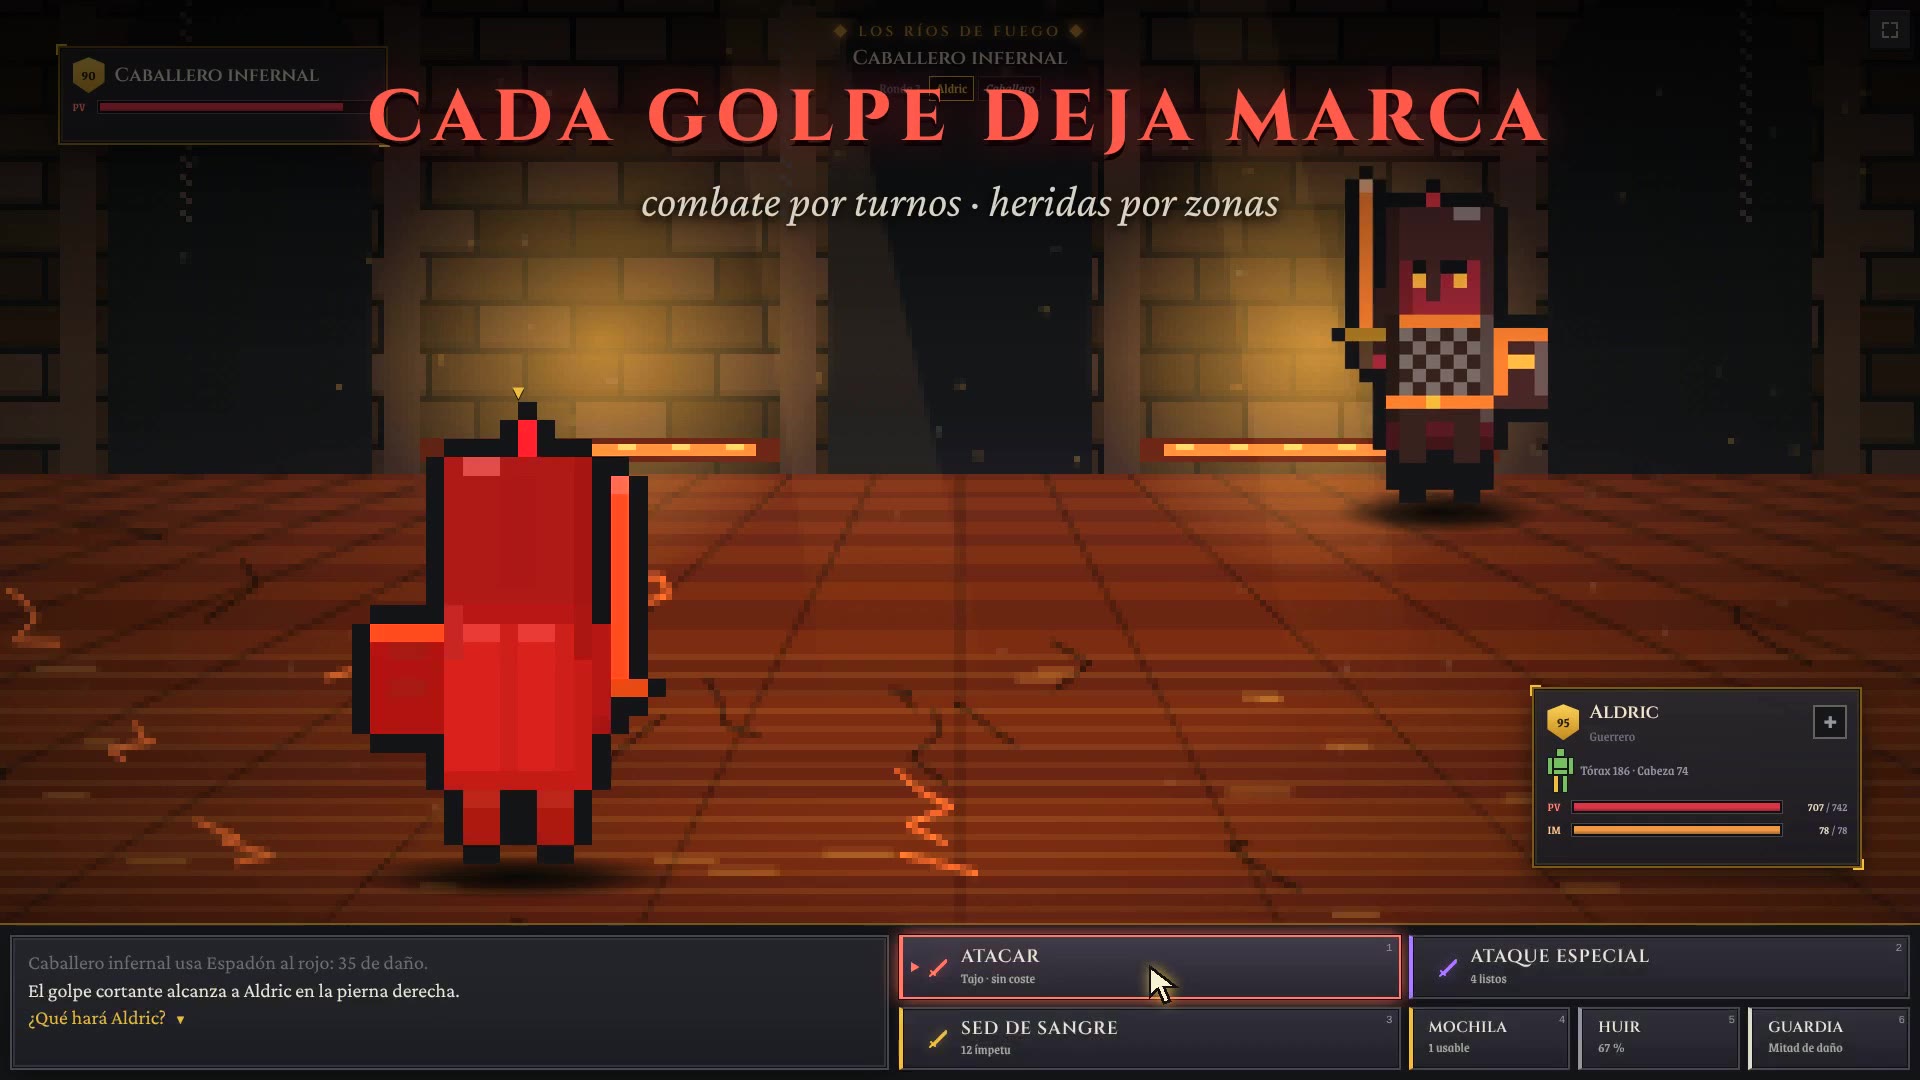 LOS RÍOS DE FUEGO
CABALLERO INFERNAL
Ronda 2 Aldric Caballero
90 CABALLERO INFERNAL
PV
CADA GOLPE DEJA MARCA
combate por turnos · heridas por zonas
95 ALDRIC
Guerrero
Tórax 186 · Cabeza 74
PV 707 / 742
IM 78 / 78
Caballero infernal usa Espadón al rojo: 35 de daño.
El golpe cortante alcanza a Aldric en la pierna derecha.
¿Qué hará Aldric?
ATACAR 1
Tajo · sin coste
ATAQUE ESPECIAL 2
4 listos
SED DE SANGRE 3
12 ímpetu
MOCHILA 4
1 usable
HUIR 5
67 %
GUARDIA 6
Mitad de daño